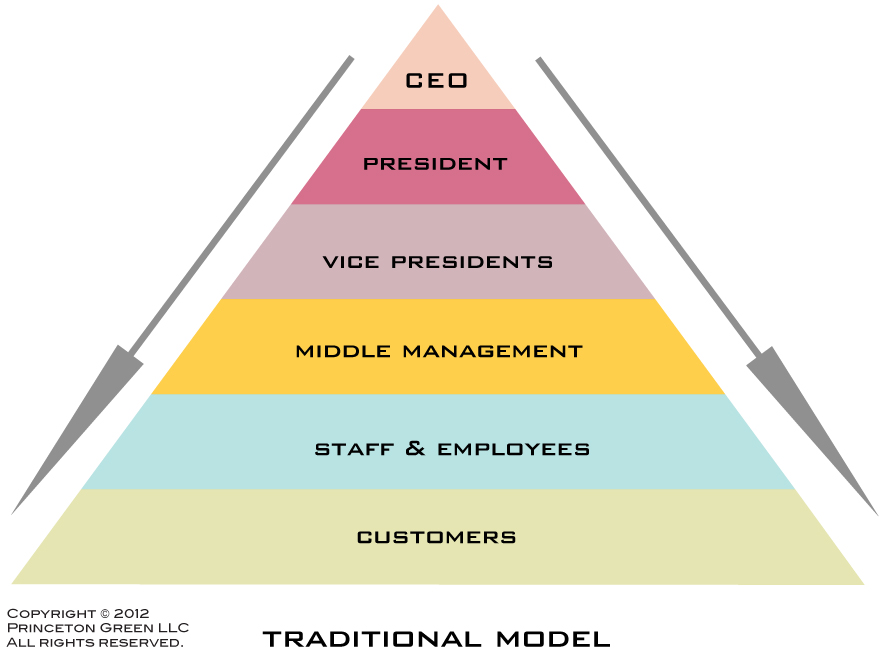 CEO
PRESIDENT
VICE PRESIDENTS
MIDDLE MANAGEMENT
STAFF & EMPLOYEES
CUSTOMERS
COPYRIGHT © 2012
PRINCETON GREEN LLC
ALL RIGHTS RESERVED.
TRADITIONAL MODEL